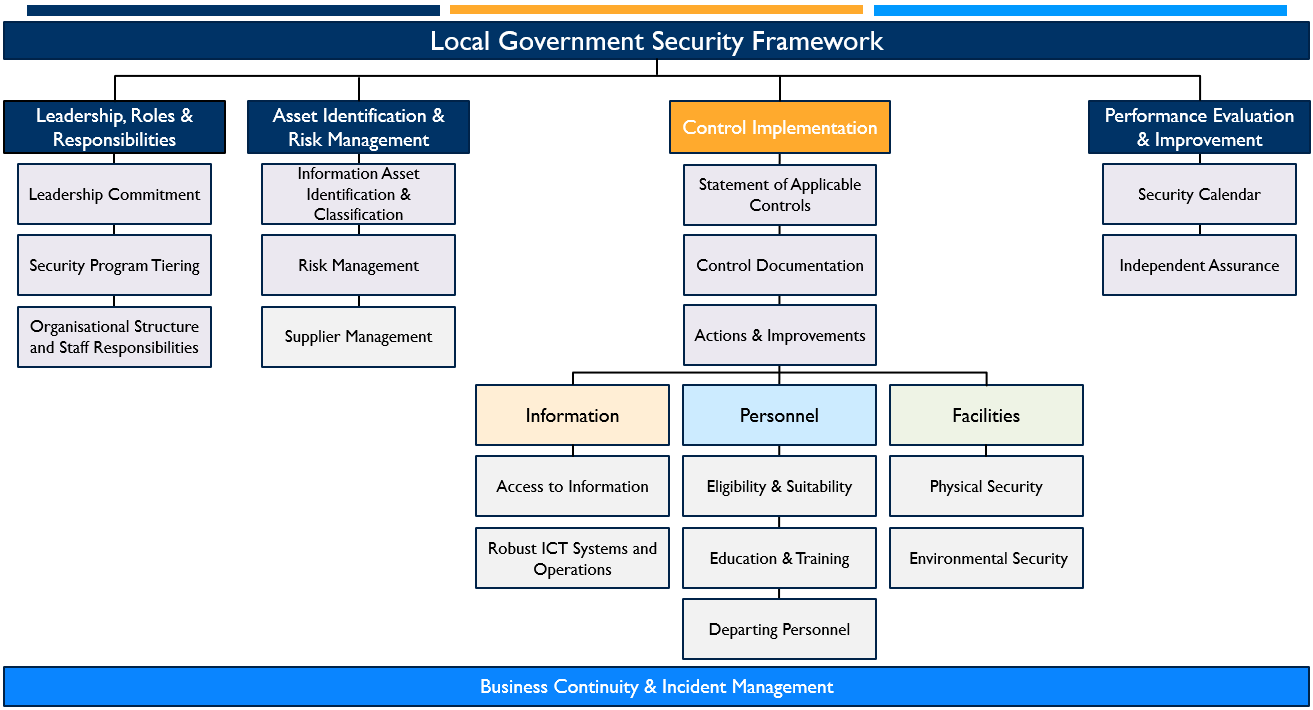 Local Government Security Framework
Leadership, Roles &
Responsibilities
Leadership Commitment
Security Program Tiering
Organisational Structure
and Staff Responsibilities
Asset Identification &
Risk Management
Information Asset
Identification &
Classification
Risk Management
Supplier Management
Control Implementation
Statement of Applicable
Controls
Control Documentation
Actions & Improvements
Information
Access to Information
Robust ICT Systems and
Operations
Personnel
Eligibility & Suitability
Education & Training
Departing Personnel
Facilities
Physical Security
Environmental Security
Performance Evaluation
& Improvement
Security Calendar
Independent Assurance
Business Continuity & Incident Management